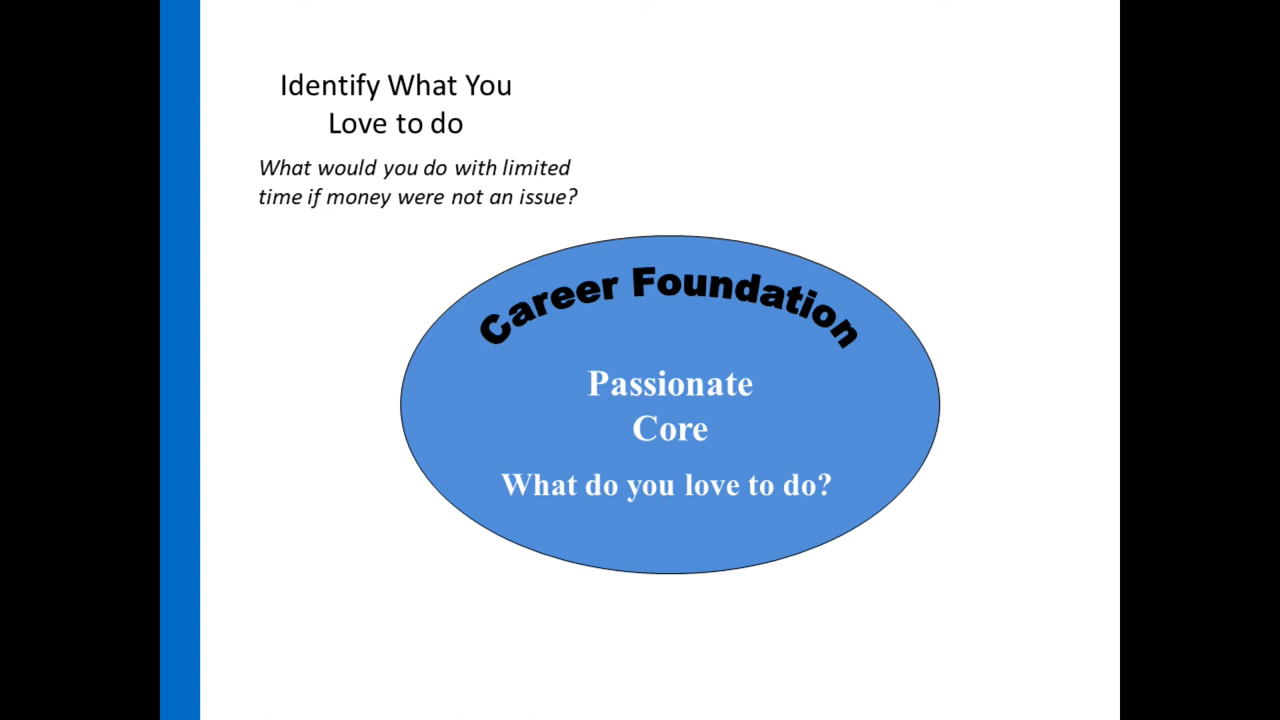 Identify What You
Love to do
What would you do with limited
time if money were not an issue?
Career Foundation
Passionate
Core
What do you love to do?